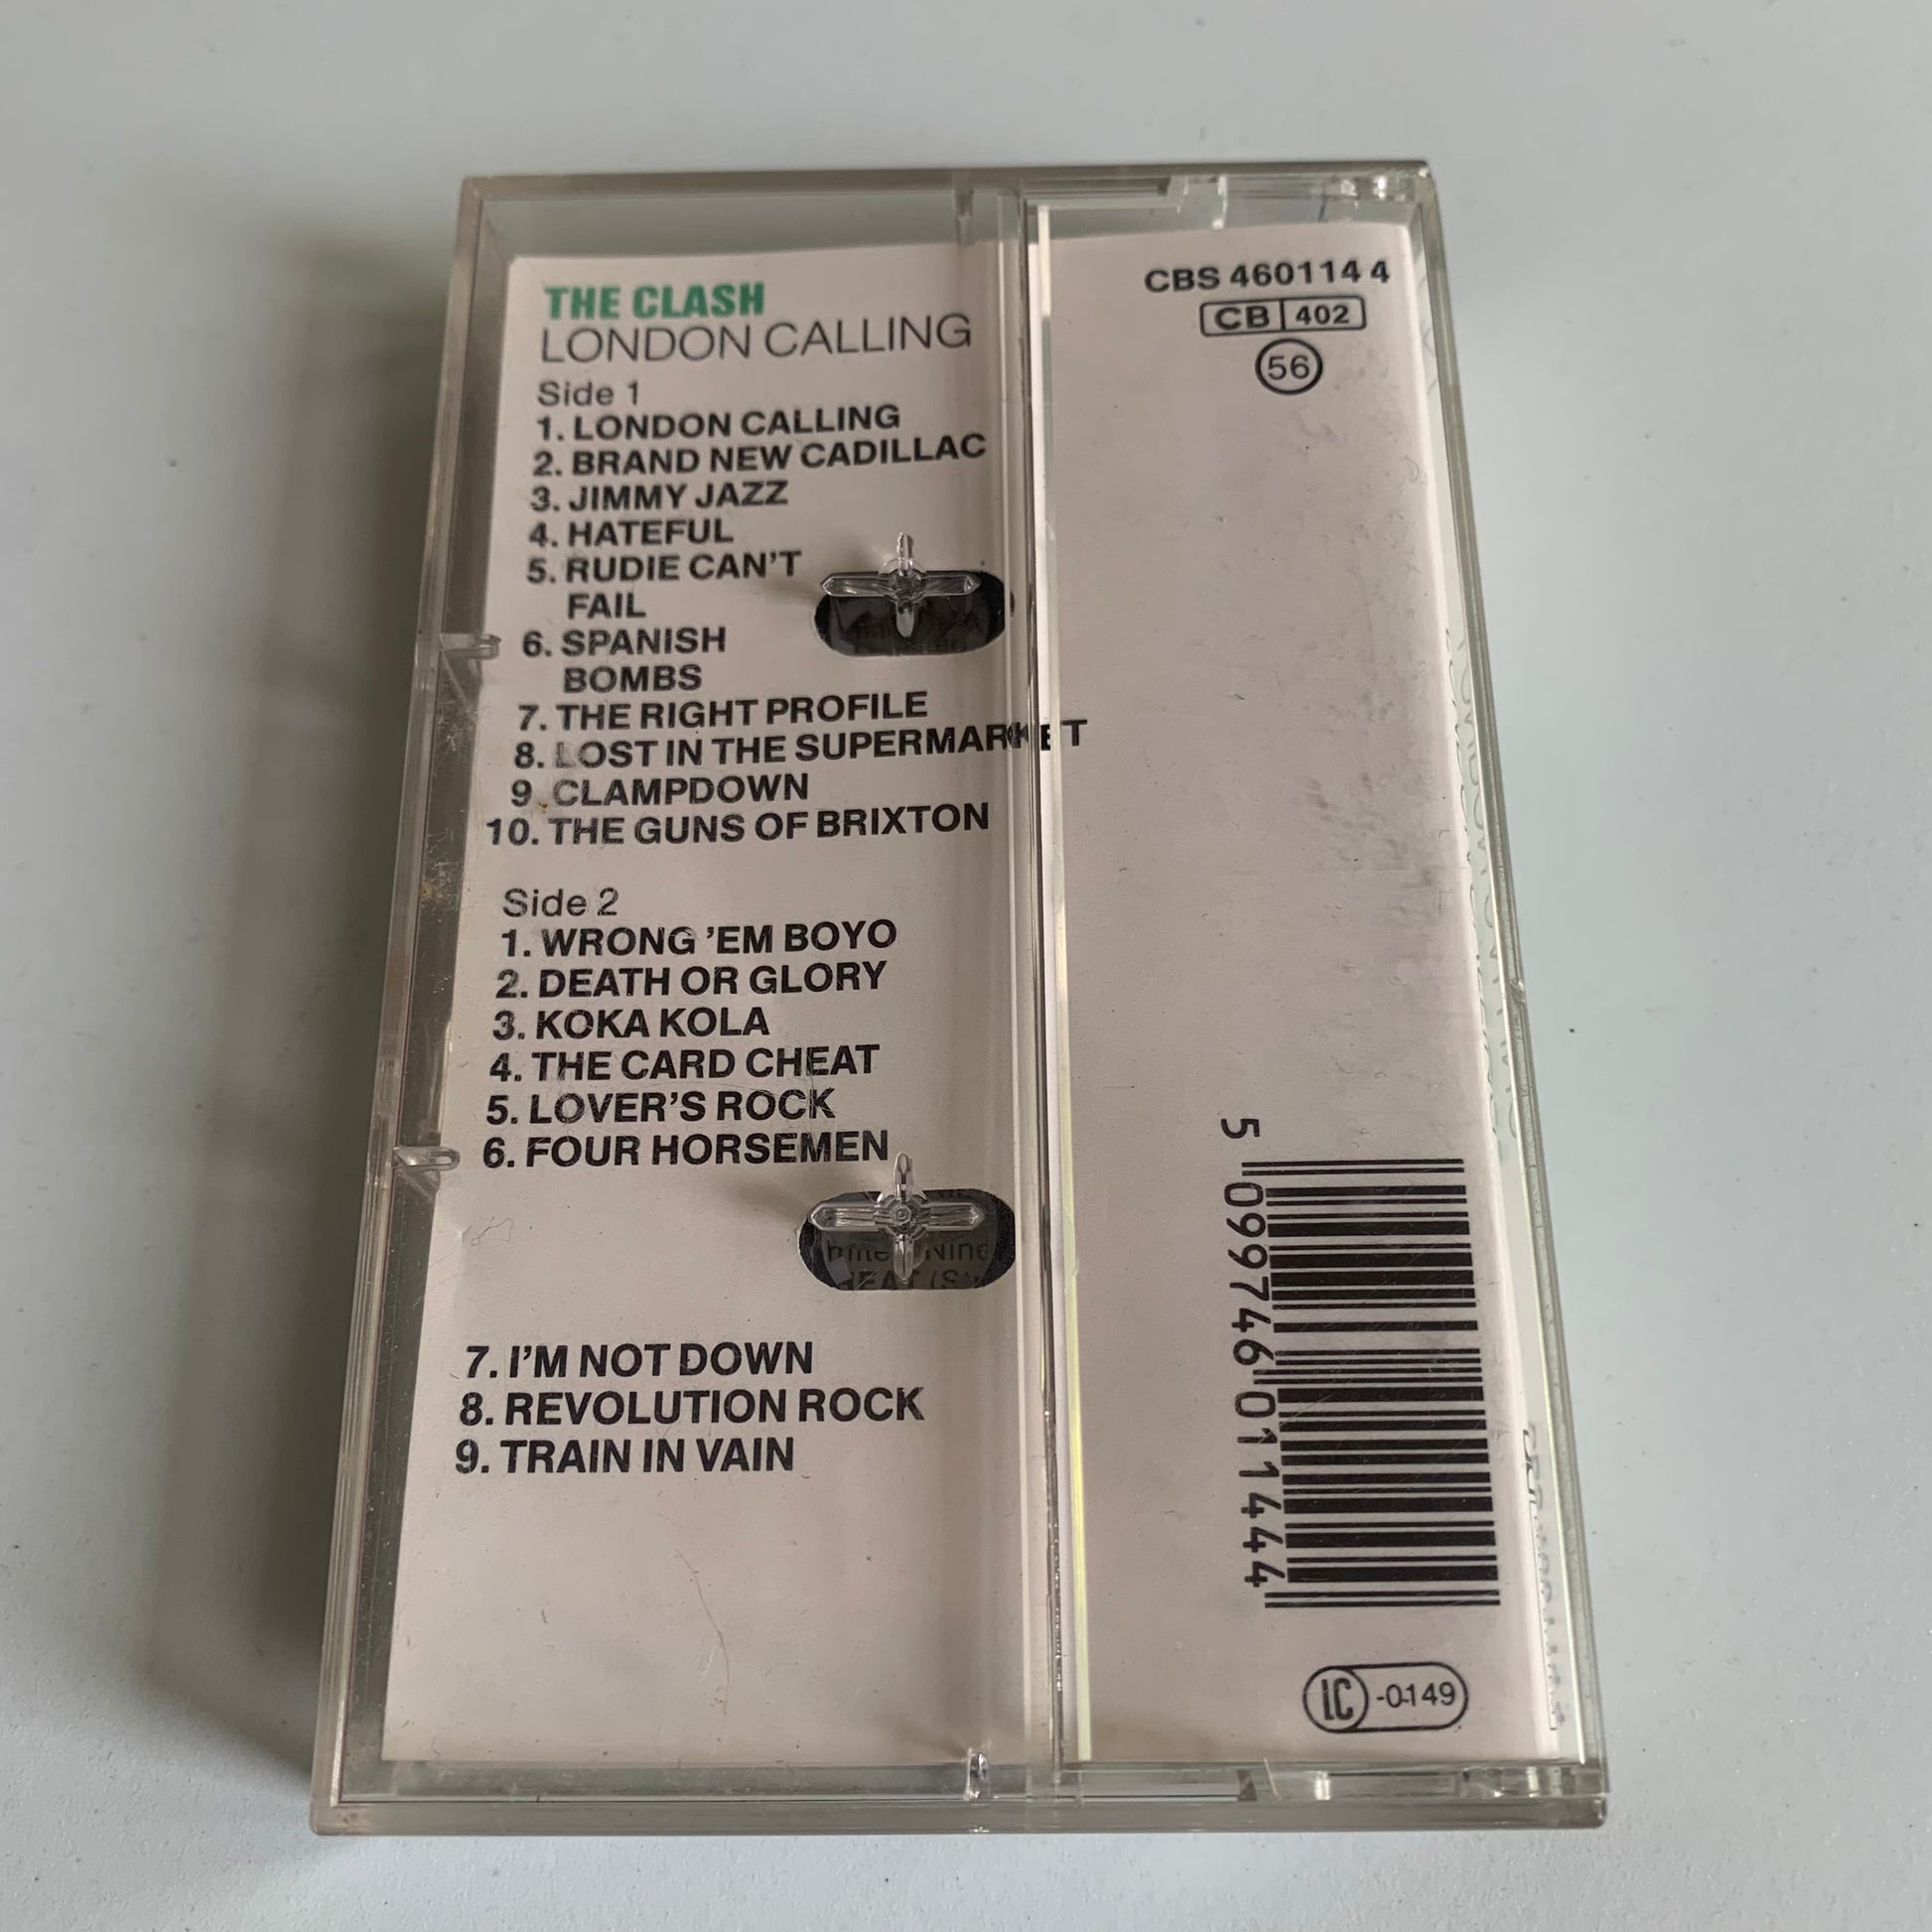 THE CLASH
LONDON CALLING
Side 1
1. LONDON CALLING
2. BRAND NEW CADILLAC
3. JIMMY JAZZ
4. HATEFUL
5. RUDIE CAN'T
FAIL
6. SPANISH
BOMBS
7. THE RIGHT PROFILE
8. LOST IN THE SUPERMARKET
9. CLAMPDOWN
10. THE GUNS OF BRIXTON
Side 2
1. WRONG 'EM BOYO
2. DEATH OR GLORY
3. KOKA KOLA
4. THE CARD CHEAT
5. LOVER'S ROCK
6. FOUR HORSEMEN
7. I'M NOT DOWN
8. REVOLUTION ROCK
9. TRAIN IN VAIN
CBS 460114 4
CB 402
56
5 099746 011444
LC -0149